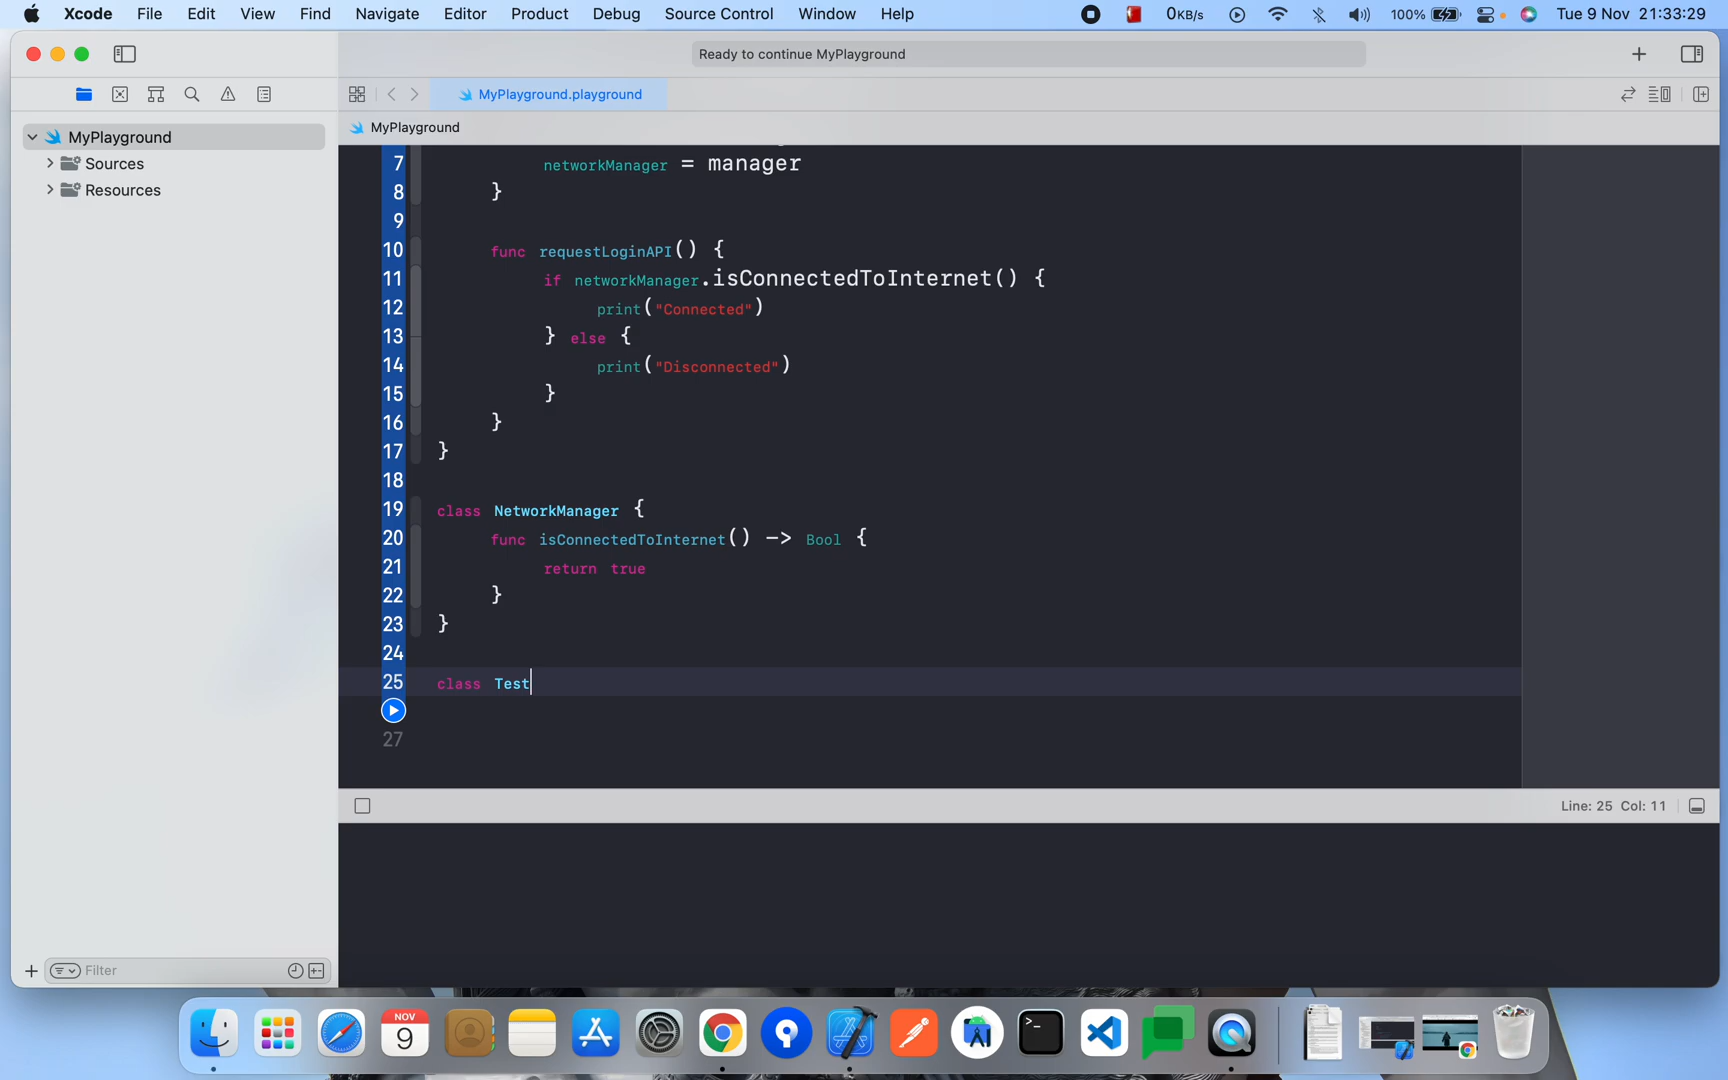 Xcode File Edit View Find Navigate Editor Product Debug Source Control Window Help 0KB/s 100% Tue 9 Nov 21:33:29
Ready to continue MyPlayground
MyPlayground.playground
MyPlayground
MyPlayground
Sources
Resources
7 networkManager = manager
8 }
9
10 func requestLoginAPI() {
11 if networkManager.isConnectedToInternet() {
12 print("Connected")
13 } else {
14 print("Disconnected")
15 }
16 }
17 }
18
19 class NetworkManager {
20 func isConnectedToInternet() -> Bool {
21 return true
22 }
23 }
24
25 class Test
27
Line: 25 Col: 11
Filter
NOV
9